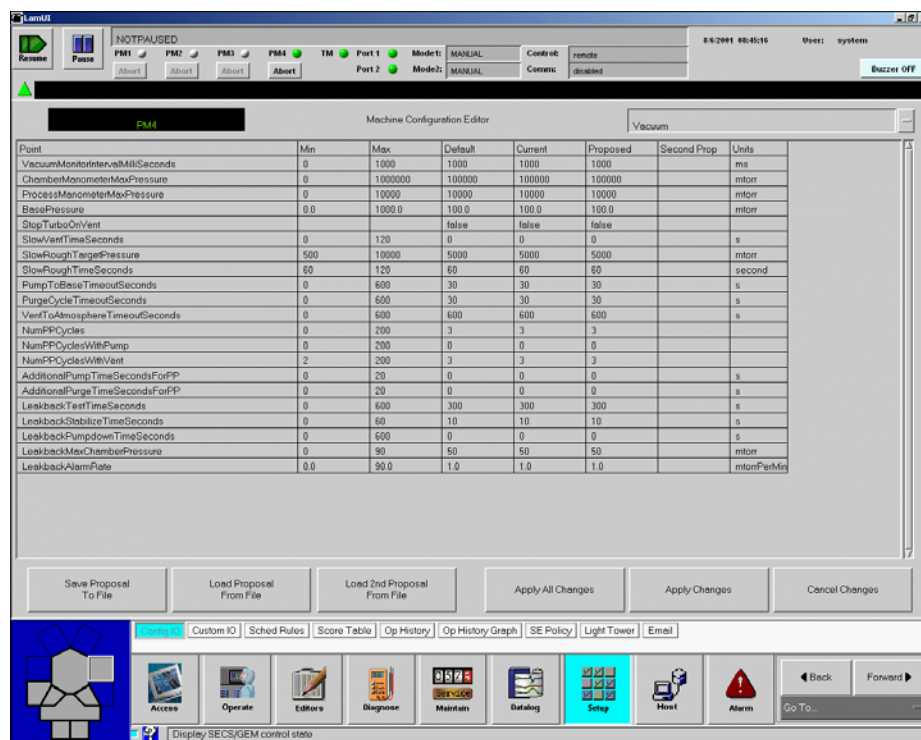 LamUI
NOTPAUSED
8/6/2001 08:45:16 User: system
PM1 PM2 PM3 PM4 TM Port 1 Mode1: MANUAL Control: remote
Resume Pause Abort Abort Abort Abort Port 2 Mode2: MANUAL Comm: disabled
Buzzer OFF
PM4 Machine Configuration Editor Vacuum
Point Min Max Default Current Proposed Second Prop Units
VacuumMonitorIntervalMilliSeconds 0 1000 1000 1000 1000 ms
ChamberManometerMaxPressure 0 1000000 100000 100000 100000 mtorr
ProcessManometerMaxPressure 0 10000 10000 10000 10000 mtorr
BasePressure 0.0 1000.0 100.0 100.0 100.0 mtorr
StopTurboOnVent false false false
SlowVentTimeSeconds 0 120 0 0 0 s
SlowRoughTargetPressure 500 10000 5000 5000 5000 mtorr
SlowRoughTimeSeconds 60 120 60 60 60 second
PumpToBaseTimeoutSeconds 0 600 30 30 30 s
PurgeCycleTimeoutSeconds 0 600 30 30 30 s
VentToAtmosphereTimeoutSeconds 0 600 600 600 600 s
NumPPCycles 0 200 3 3 3
NumPPCyclesWithPump 0 200 0 0 0
NumPPCyclesWithVent 2 200 3 3 3
AdditionalPumpTimeSecondsForPP 0 20 0 0 0 s
AdditionalPurgeTimeSecondsForPP 0 20 0 0 0 s
LeakbackTestTimeSeconds 0 600 300 300 300 s
LeakbackStabilizeTimeSeconds 0 60 10 10 10 s
LeakbackPumpdownTimeSeconds 0 600 0 0 0 s
LeakbackMaxChamberPressure 0 90 50 50 50 mtorr
LeakbackAlarmRate 0.0 90.0 1.0 1.0 1.0 mtorrPerMin
Save Proposal To File
Load Proposal From File
Load 2nd Proposal From File
Apply All Changes
Apply Changes
Cancel Changes
Config IO Custom IO Sched Rules Score Table Op History Op History Graph SE Policy Light Tower Email
Service
Access Operate Editors Diagnose Maintain Datalog Setup Host Alarm
Back Forward
Go To...
Display SECS/GEM control state